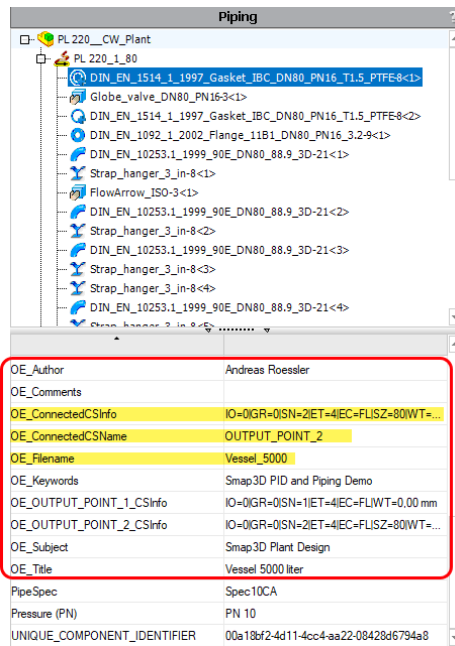 Piping
PL 220__CW_Plant
PL 220_1_80
DIN_EN_1514_1_1997_Gasket_IBC_DN80_PN16_T1.5_PTFE-8<1>
Globe_valve_DN80_PN16-3<1>
DIN_EN_1514_1_1997_Gasket_IBC_DN80_PN16_T1.5_PTFE-8<2>
DIN_EN_1092_1_2002_Flange_11B1_DN80_PN16_3.2-9<1>
DIN_EN_10253.1_1999_90E_DN80_88.9_3D-21<1>
Strap_hanger_3_in-8<1>
FlowArrow_ISO-3<1>
DIN_EN_10253.1_1999_90E_DN80_88.9_3D-21<2>
Strap_hanger_3_in-8<2>
DIN_EN_10253.1_1999_90E_DN80_88.9_3D-21<3>
Strap_hanger_3_in-8<3>
Strap_hanger_3_in-8<4>
DIN_EN_10253.1_1999_90E_DN80_88.9_3D-21<4>
Strap_hanger_3_in-8<5>
OE_Author Andreas Roessler
OE_Comments
OE_ConnectedCSInfo IO=0|GR=0|SN=2|ET=4|EC=FL|SZ=80|WT=...
OE_ConnectedCSName OUTPUT_POINT_2
OE_Filename Vessel_5000
OE_Keywords Smap3D PID and Piping Demo
OE_OUTPUT_POINT_1_CSInfo IO=0|GR=0|SN=1|ET=4|EC=FL|WT=0,00 mm
OE_OUTPUT_POINT_2_CSInfo IO=0|GR=0|SN=2|ET=4|EC=FL|SZ=80|WT=...
OE_Subject Smap3D Plant Design
OE_Title Vessel 5000 liter
PipeSpec Spec10CA
Pressure (PN) PN 10
UNIQUE_COMPONENT_IDENTIFIER 00a18bf2-4d11-4cc4-aa22-08428d6794a8